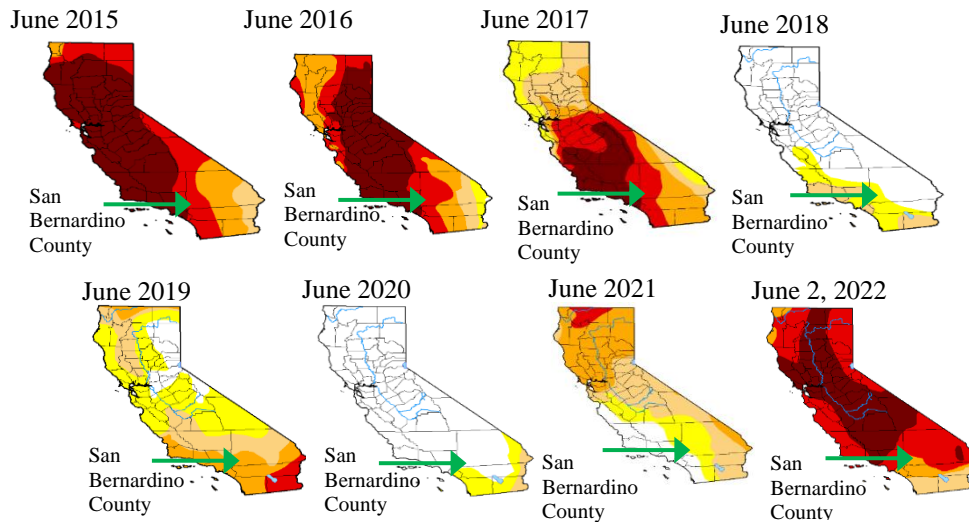 June 2015
June 2016
June 2017
June 2018
San
Bernardino
County
San
Bernardino
County
San
Bernardino
County
San
Bernardino
County
June 2019
June 2020
June 2021
June 2, 2022
San
Bernardino
County
San
Bernardino
County
San
Bernardino
County
San
Bernardino
County